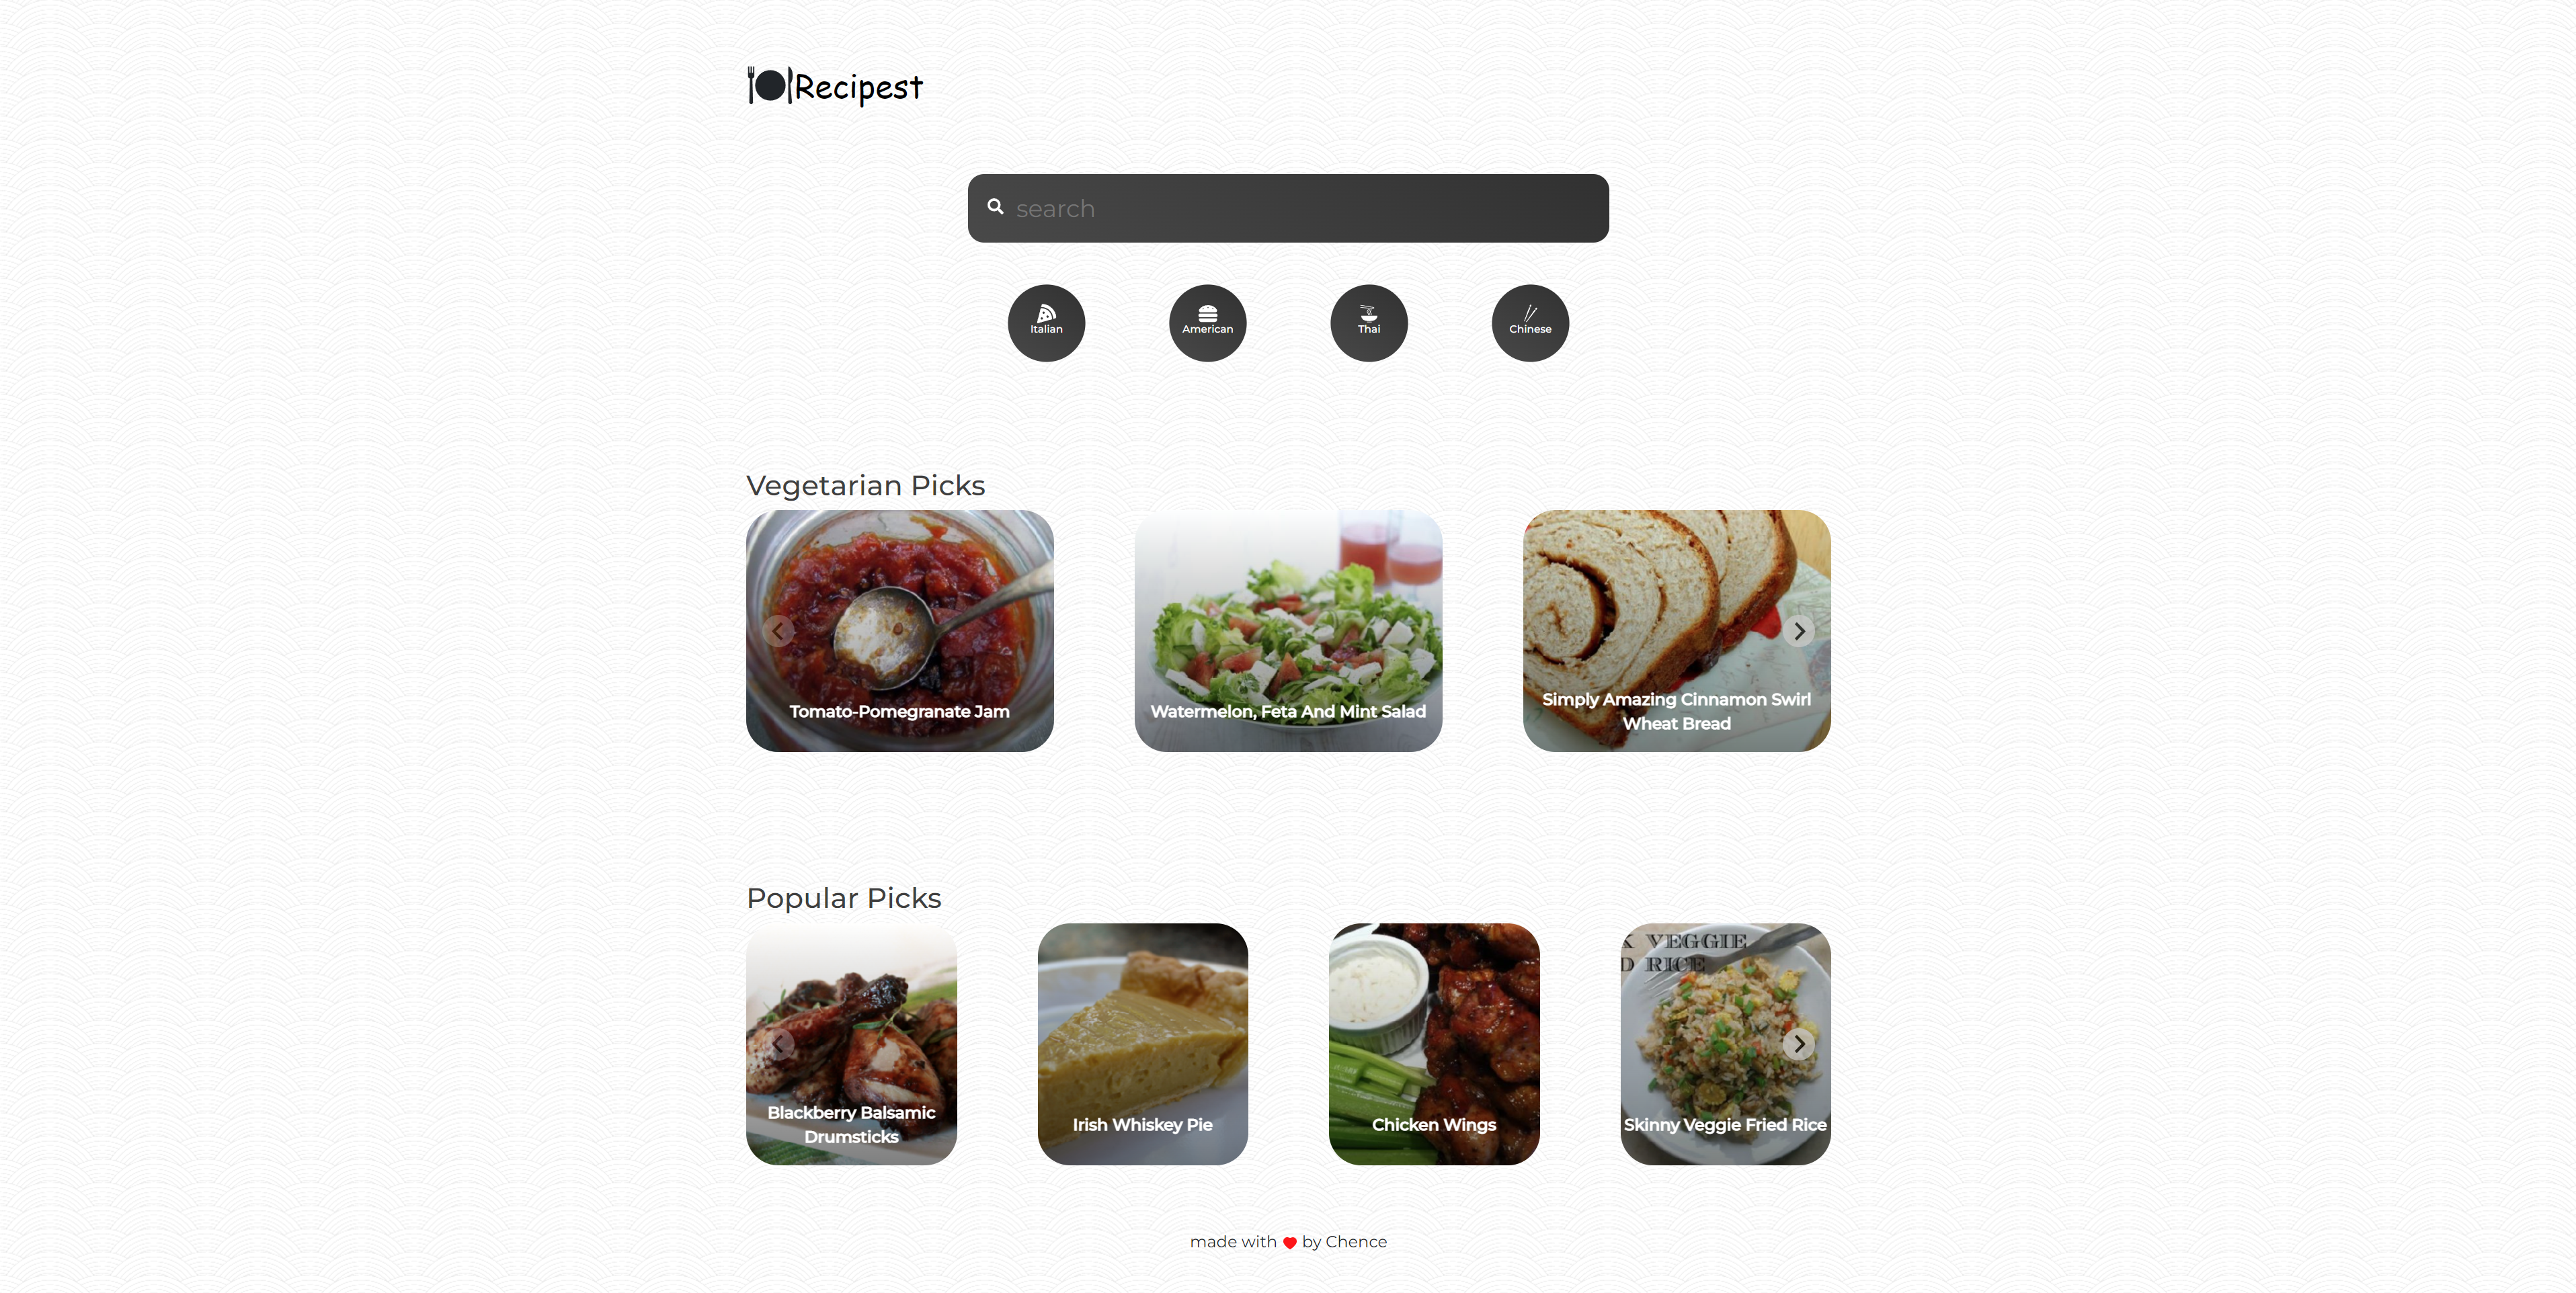 Recipest
search
Italian
American
Thai
Chinese
Vegetarian Picks
Tomato-Pomegranate Jam
Watermelon, Feta And Mint Salad
Simply Amazing Cinnamon Swirl
Wheat Bread
Popular Picks
VEGGIE
RICE
Blackberry Balsamic
Drumsticks
Irish Whiskey Pie
Chicken Wings
Skinny Veggie Fried Rice
made with ❤ by Chence